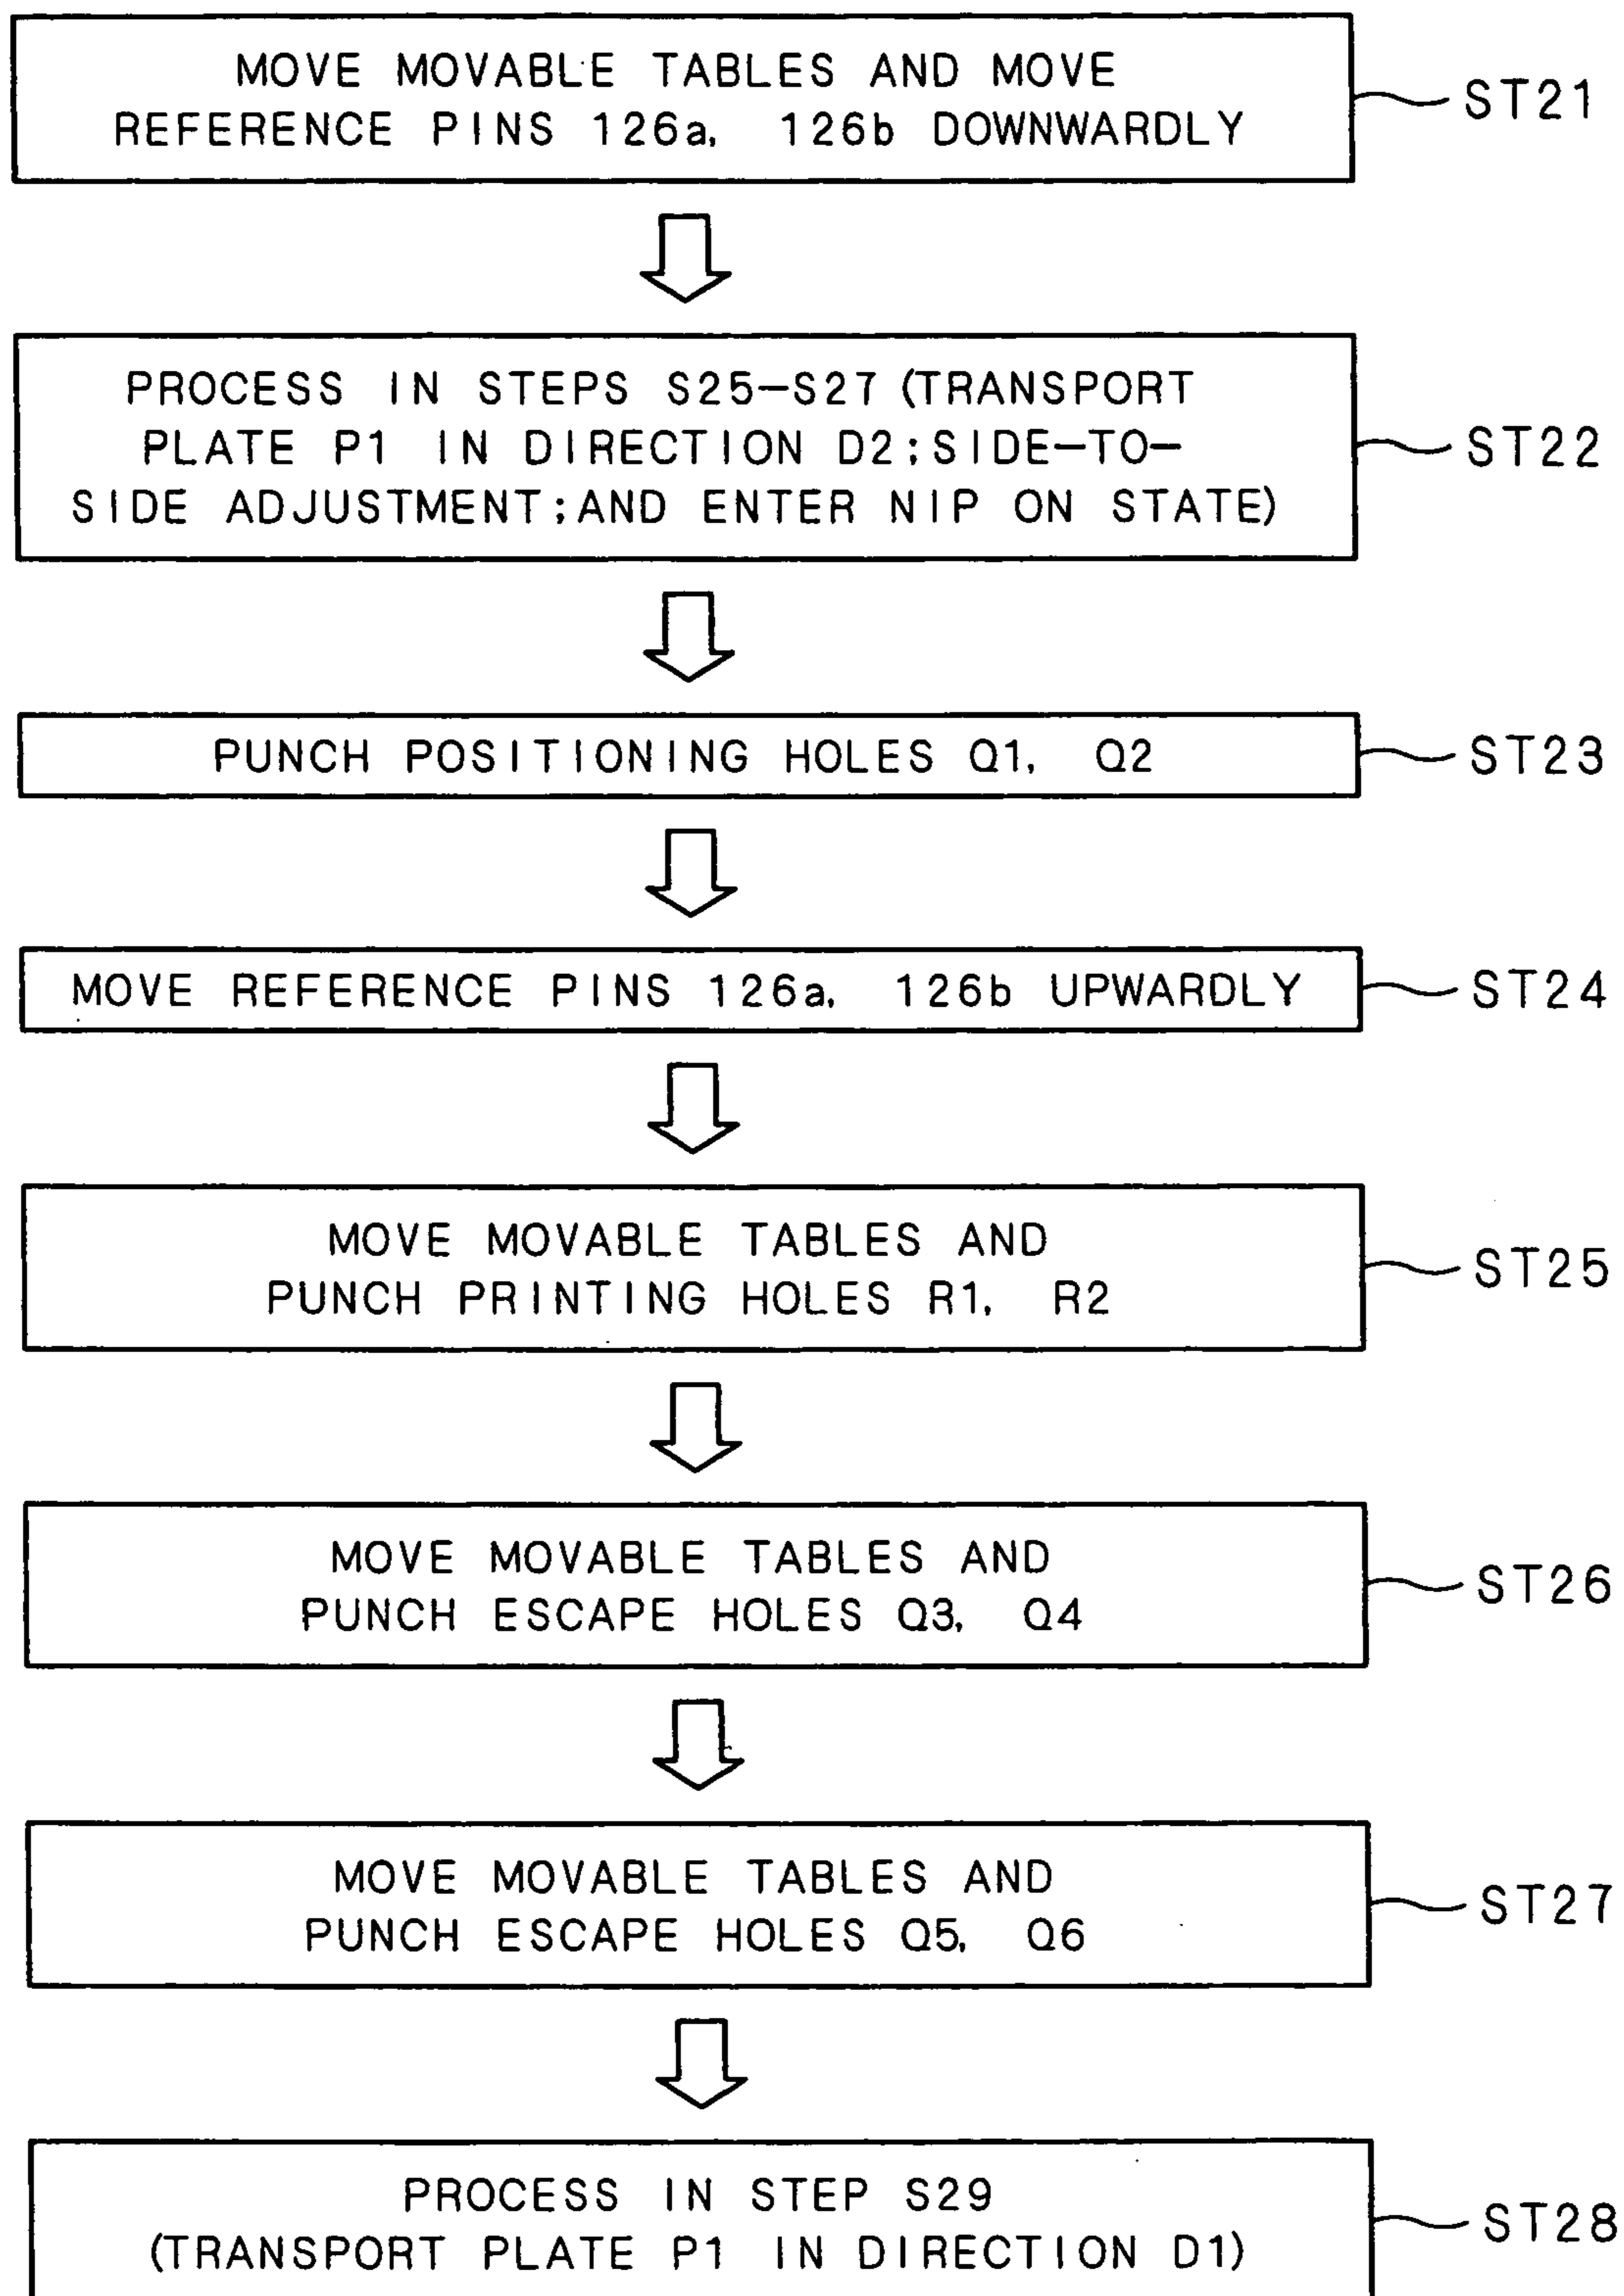 MOVE MOVABLE TABLES AND MOVE
REFERENCE PINS 126a, 126b DOWNWARDLY
ST21
PROCESS IN STEPS S25-S27 (TRANSPORT
PLATE P1 IN DIRECTION D2;SIDE-TO-
SIDE ADJUSTMENT;AND ENTER NIP ON STATE)
ST22
PUNCH POSITIONING HOLES Q1, Q2
ST23
MOVE REFERENCE PINS 126a, 126b UPWARDLY
ST24
MOVE MOVABLE TABLES AND
PUNCH PRINTING HOLES R1, R2
ST25
MOVE MOVABLE TABLES AND
PUNCH ESCAPE HOLES Q3, Q4
ST26
MOVE MOVABLE TABLES AND
PUNCH ESCAPE HOLES Q5, Q6
ST27
PROCESS IN STEP S29
(TRANSPORT PLATE P1 IN DIRECTION D1)
ST28